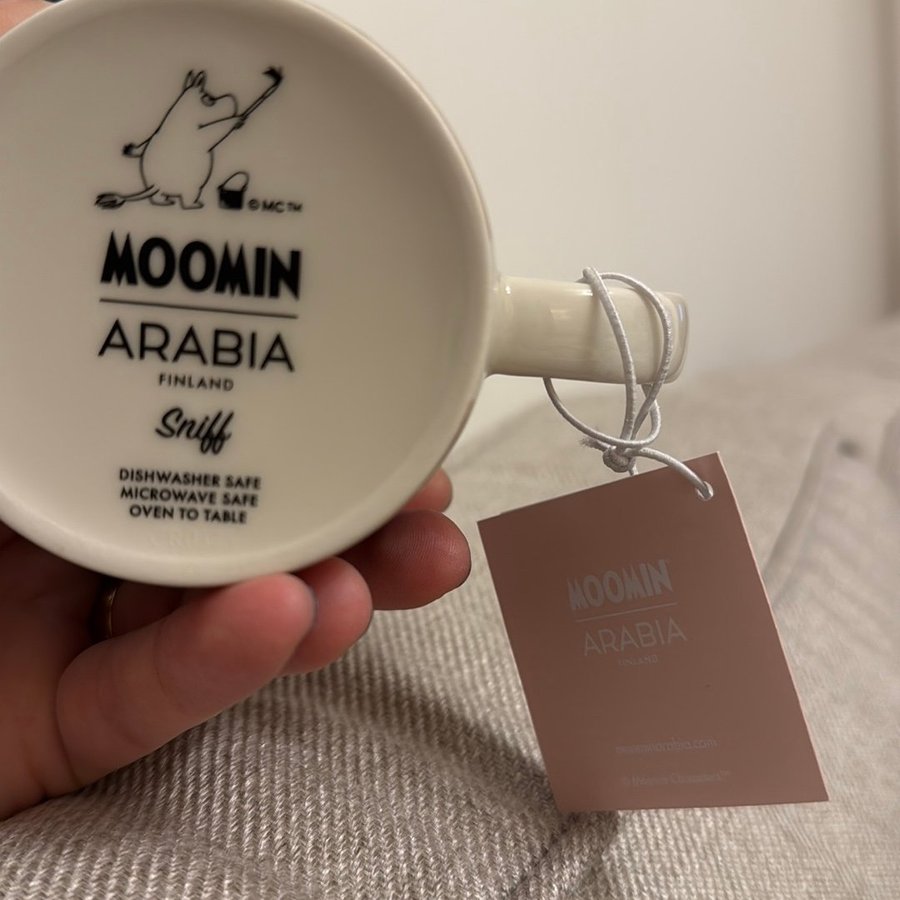 © MC™
MOOMIN
ARABIA
FINLAND
Sniff
DISHWASHER SAFE
MICROWAVE SAFE
OVEN TO TABLE
MOOMIN
ARABIA
FINLAND